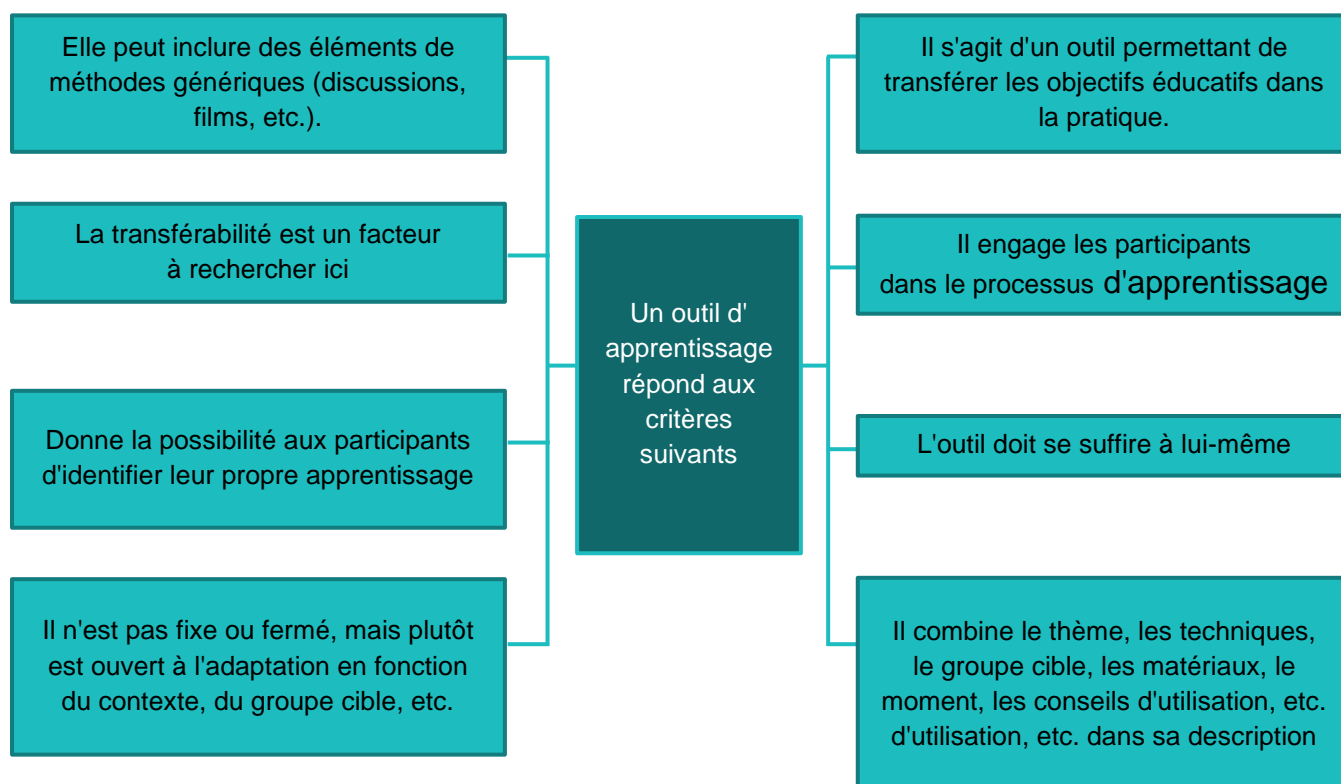 Elle peut inclure des éléments de
méthodes génériques (discussions,
films, etc.).
La transférabilité est un facteur
à rechercher ici
Donne la possibilité aux participants
d'identifier leur propre apprentissage
Il n'est pas fixe ou fermé, mais plutôt
est ouvert à l'adaptation en fonction
du contexte, du groupe cible, etc.
Un outil d'
apprentissage
répond aux
critères
suivants
Il s'agit d'un outil permettant de
transférer les objectifs éducatifs dans
la pratique.
Il engage les participants
dans le processus d'apprentissage
L'outil doit se suffire à lui-même
Il combine le thème, les techniques,
le groupe cible, les matériaux, le
moment, les conseils d'utilisation, etc.
d'utilisation, etc. dans sa description